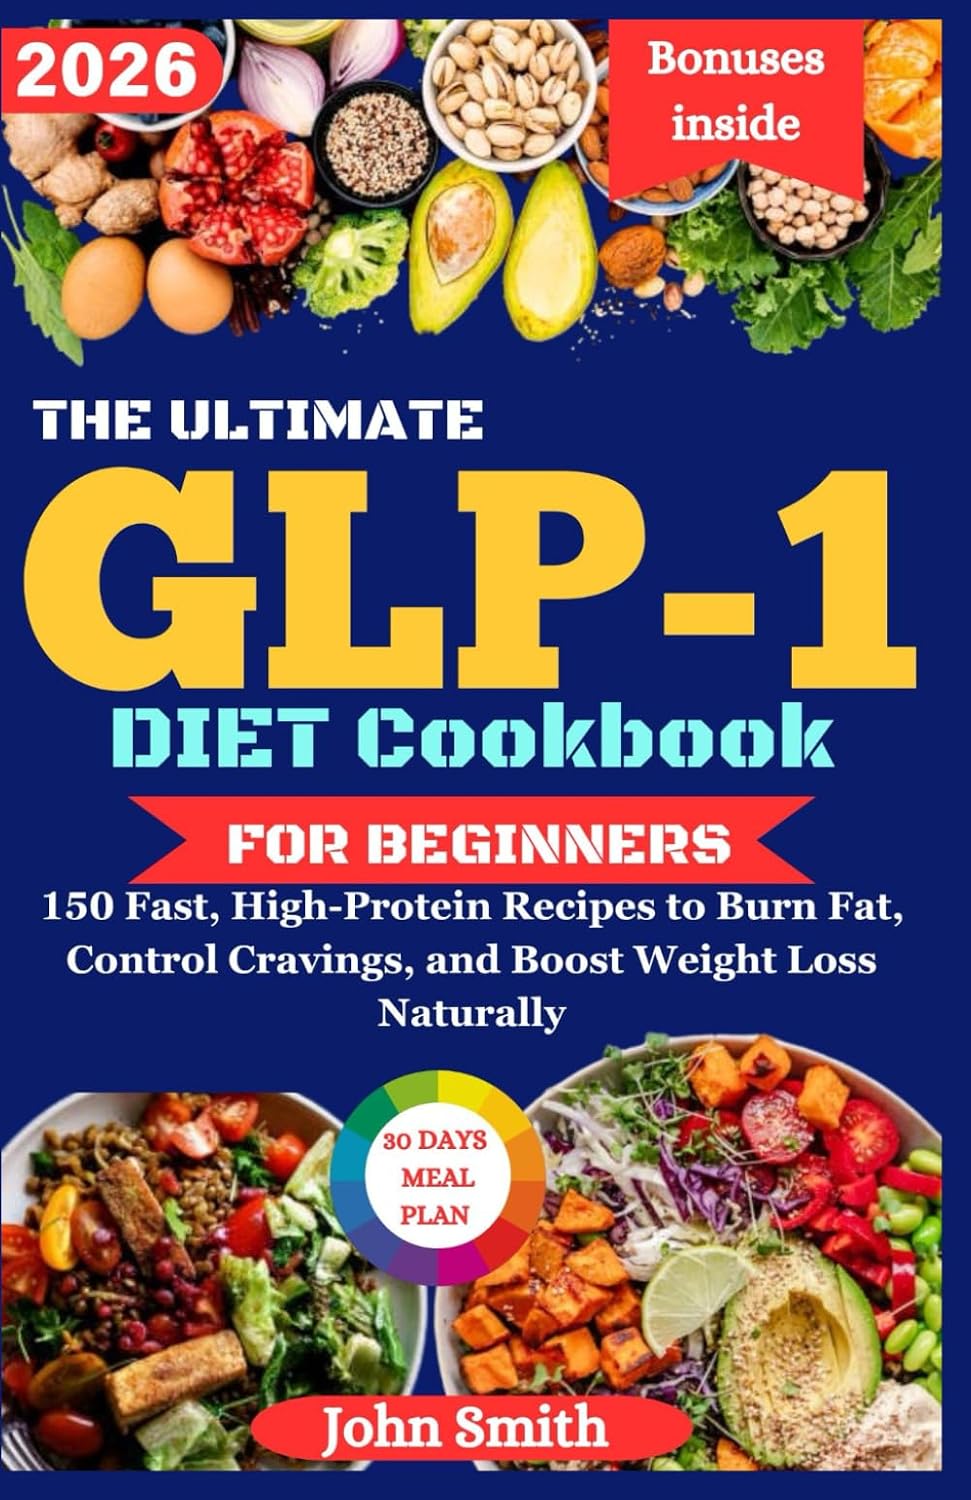 2026
Bonuses
inside
THE ULTIMATE
GLP-1
DIET Cookbook
FOR BEGINNERS
150 Fast, High-Protein Recipes to Burn Fat,
Control Cravings, and Boost Weight Loss
Naturally
30 DAYS
MEAL
PLAN
John Smith